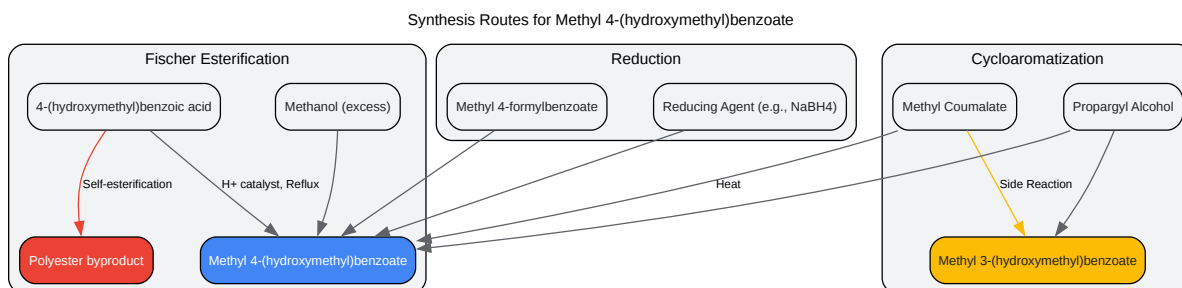 Synthesis Routes for Methyl 4-(hydroxymethyl)benzoate
Fischer Esterification
Reduction
Cycloaromatization
4-(hydroxymethyl)benzoic acid
Methanol (excess)
Methyl 4-formylbenzoate
Reducing Agent (e.g., NaBH4)
Methyl Coumalate
Propargyl Alcohol
Self-esterification
H+ catalyst, Reflux
Heat
Side Reaction
Polyester byproduct
Methyl 4-(hydroxymethyl)benzoate
Methyl 3-(hydroxymethyl)benzoate